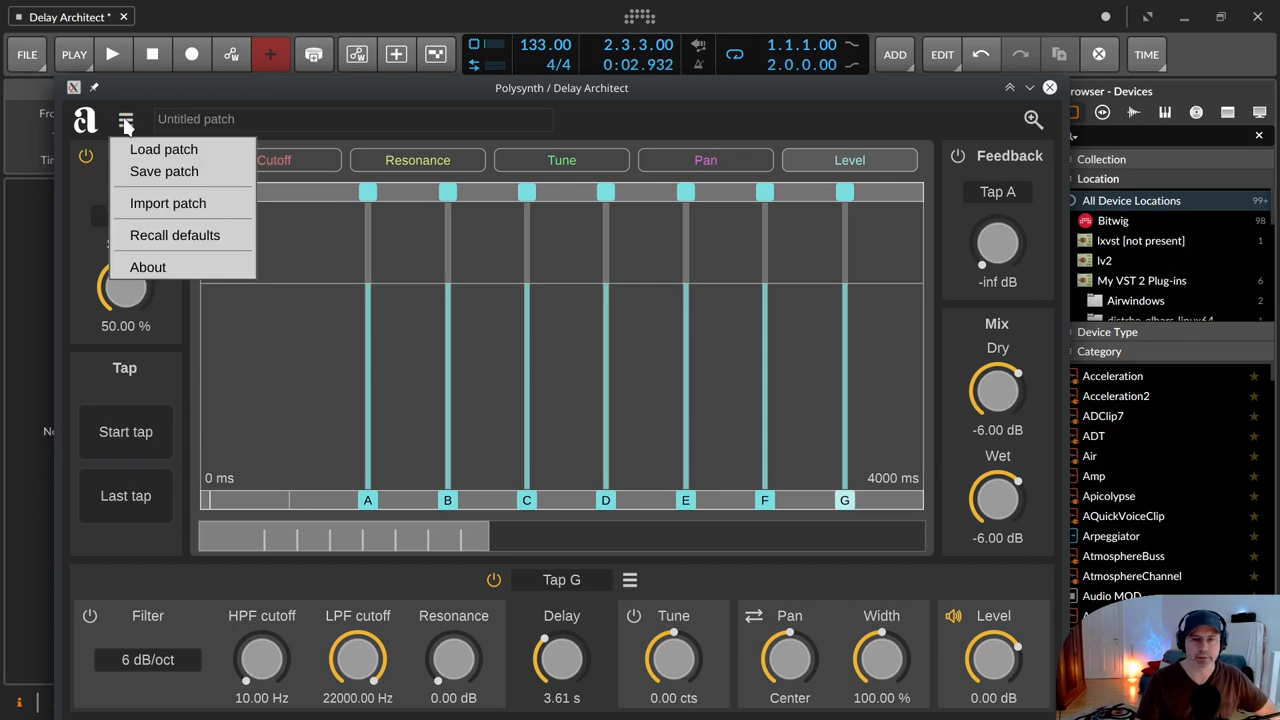 Delay Architect *
FILE
PLAY
133.00
4/4
2.3.3.00
0:02.932
1.1.1.00
2.0.0.00
ADD
EDIT
TIME
Polysynth / Delay Architect
rowser - Devices
a
Untitled patch
Load patch
Save patch
Import patch
Recall defaults
About
50.00 %
Tap
Start tap
Last tap
Cutoff
Resonance
Tune
Pan
Level
0 ms
4000 ms
A
B
C
D
E
F
G
Feedback
Tap A
-inf dB
Mix
Dry
-6.00 dB
Wet
-6.00 dB
Tap G
Filter
6 dB/oct
HPF cutoff
10.00 Hz
LPF cutoff
22000.00 Hz
Resonance
0.00 dB
Delay
3.61 s
Tune
0.00 cts
Pan
Center
Width
100.00 %
Level
0.00 dB
Collection
Location
All Device Locations 99+
Bitwig 98
lxvst [not present]
lv2
My VST 2 Plug-ins 6
Airwindows 2
distrho-glbars-linux64
Device Type
Category
Acceleration
Acceleration2
ADClip7
ADT
Air
Amp
Apicolypse
AQuickVoiceClip
Arpeggiator
AtmosphereBuss
AtmosphereChannel
Audio MOD